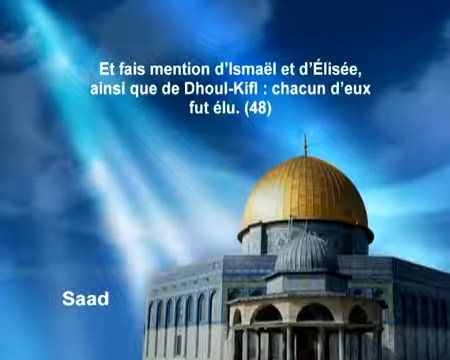 Et fais mention d’Ismaël et d’Élisée,
ainsi que de Dhoul-Kifl : chacun d’eux
fut élu. (48)
Saad